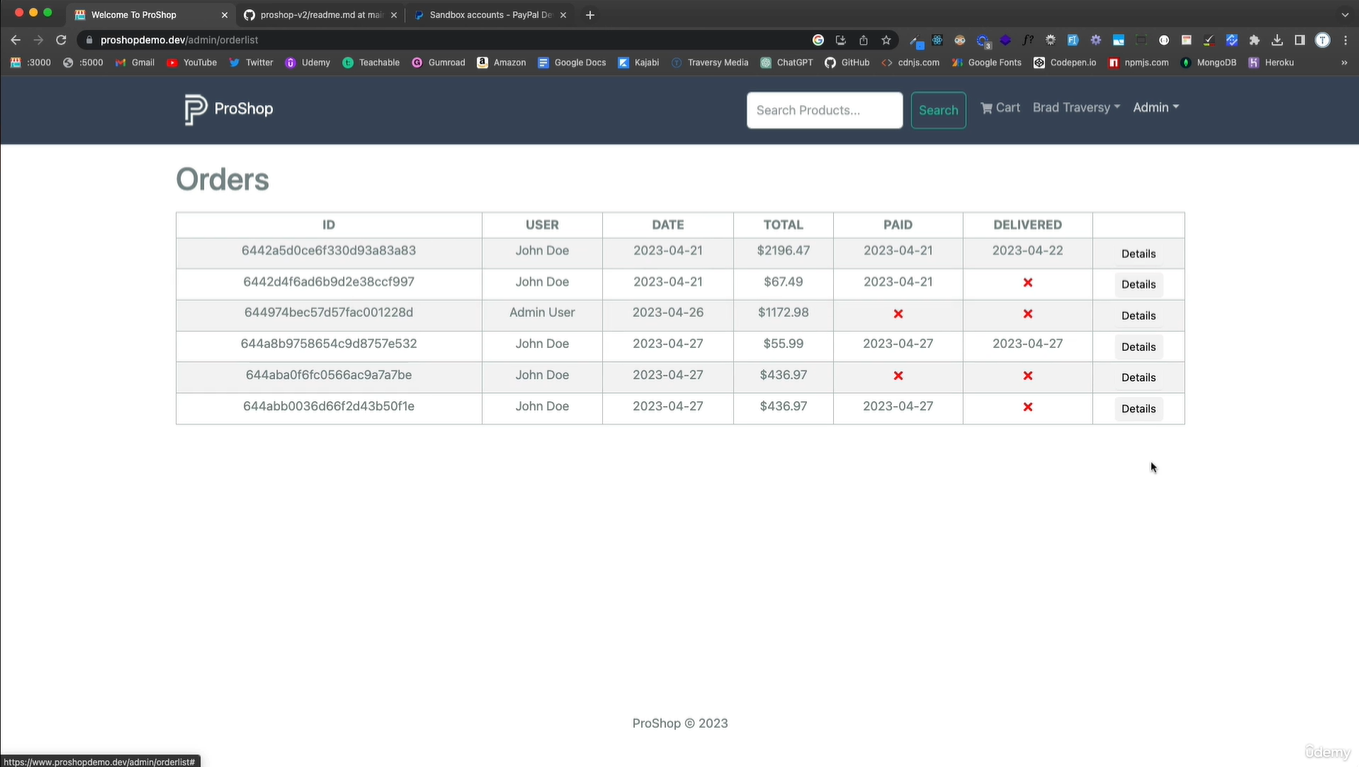 Welcome To ProShop
proshop-v2/readme.md at mai
Sandbox accounts - PayPal De
proshopdemo.dev/admin/orderlist
:3000 :5000 Gmail YouTube Twitter Udemy Teachable Gumroad Amazon Google Docs Kajabi Traversy Media ChatGPT GitHub cdnjs.com Google Fonts Codepen.io npmjs.com MongoDB Heroku »
ProShop Search Products... Search Cart Brad Traversy Admin
Orders
ID USER DATE TOTAL PAID DELIVERED
6442a5d0ce6f330d93a83a83 John Doe 2023-04-21 $2196.47 2023-04-21 2023-04-22 Details
6442d4f6ad6b9d2e38ccf997 John Doe 2023-04-21 $67.49 2023-04-21 Details
644974bec57d57fac001228d Admin User 2023-04-26 $1172.98 Details
644a8b9758654c9d8757e532 John Doe 2023-04-27 $55.99 2023-04-27 2023-04-27 Details
644aba0f6fc0566ac9a7a7be John Doe 2023-04-27 $436.97 Details
644abb0036d66f2d43b50f1e John Doe 2023-04-27 $436.97 2023-04-27 Details
ProShop © 2023
ûdemy
https://www.proshopdemo.dev/admin/orderlist#